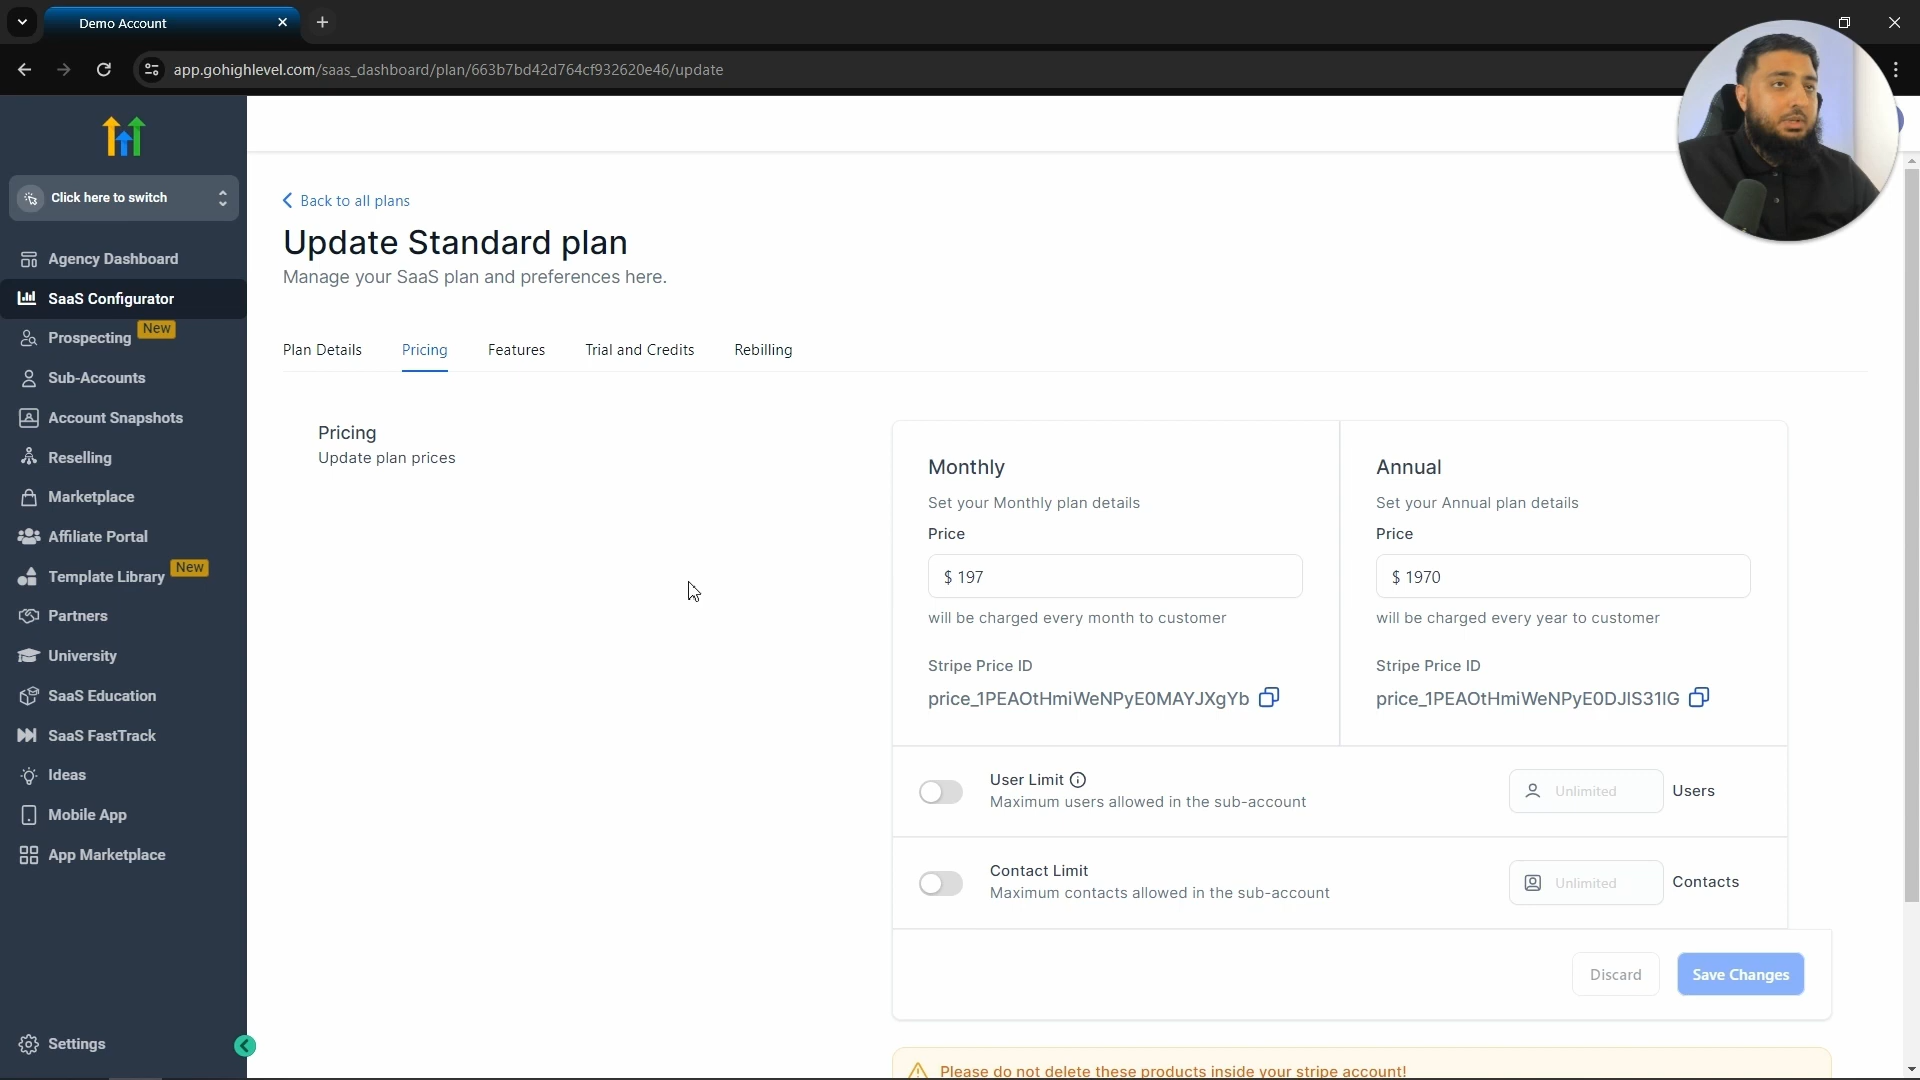 Demo Account
app.gohighlevel.com/saas_dashboard/plan/663b7bd42d764cf932620e46/update
Click here to switch
Agency Dashboard
SaaS Configurator
Prospecting New
Sub-Accounts
Account Snapshots
Reselling
Marketplace
Affiliate Portal
Template Library New
Partners
University
SaaS Education
SaaS FastTrack
Ideas
Mobile App
App Marketplace
Settings
Back to all plans
Update Standard plan
Manage your SaaS plan and preferences here.
Plan Details Pricing Features Trial and Credits Rebilling
Pricing
Update plan prices
Monthly
Set your Monthly plan details
Price
$ 197
will be charged every month to customer
Stripe Price ID
price_1PEAOtHmiWeNPyE0MAYJXgYb
Annual
Set your Annual plan details
Price
$ 1970
will be charged every year to customer
Stripe Price ID
price_1PEAOtHmiWeNPyE0DJIS31IG
User Limit
Maximum users allowed in the sub-account
Unlimited Users
Contact Limit
Maximum contacts allowed in the sub-account
Unlimited Contacts
Discard Save Changes
Please do not delete these products inside your stripe account!